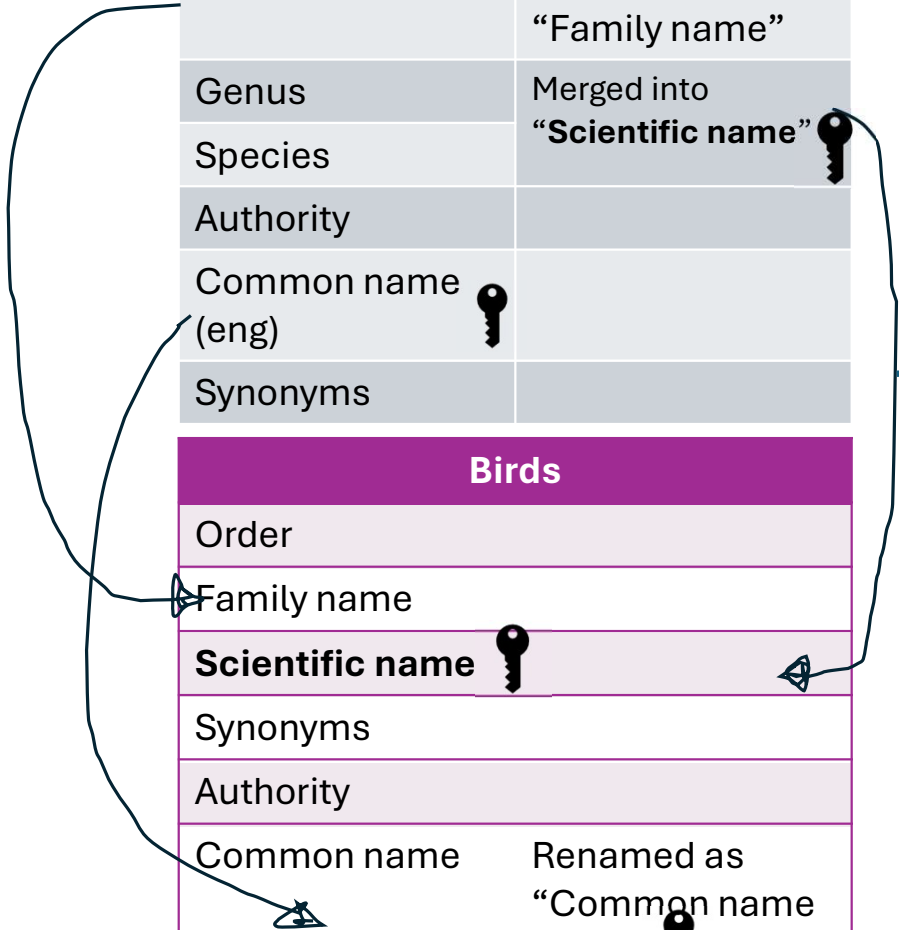 “Family name”
Genus
Merged into
“Scientific name”
Species
Authority
Common name
(eng)
Synonyms
Birds
Order
Family name
Scientific name
Synonyms
Authority
Common name
Renamed as
“Common name